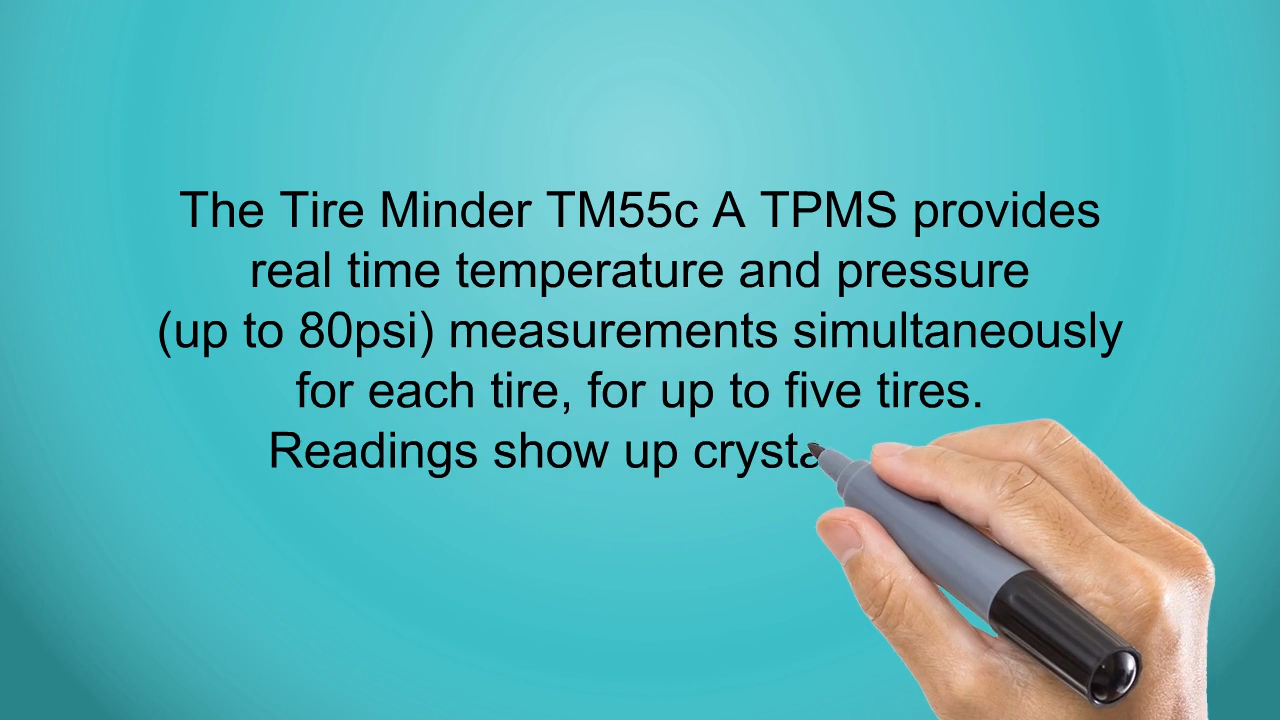 The Tire Minder TM55c A TPMS provides
real time temperature and pressure
(up to 80psi) measurements simultaneously
for each tire, for up to five tires.
Readings show up crysta